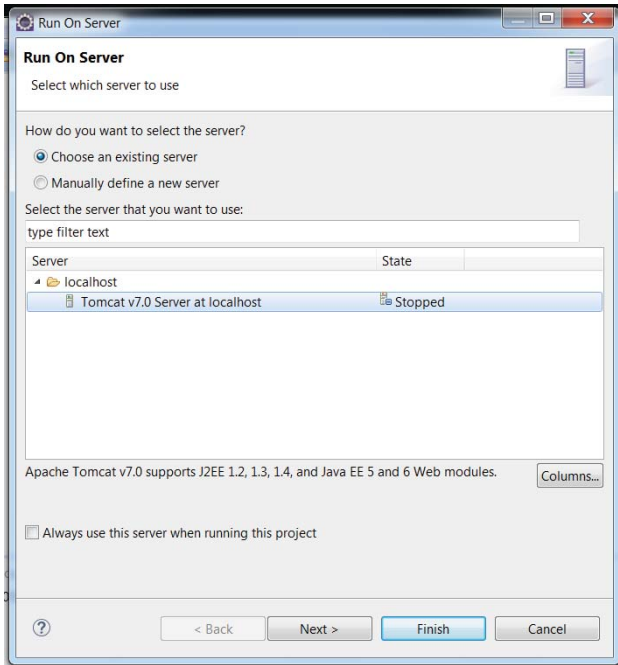 Run On Server
Run On Server
Select which server to use
How do you want to select the server?
Choose an existing server
Manually define a new server
Select the server that you want to use:
type filter text
Server State
localhost
Tomcat v7.0 Server at localhost Stopped
Apache Tomcat v7.0 supports J2EE 1.2, 1.3, 1.4, and Java EE 5 and 6 Web modules.
Columns...
Always use this server when running this project
? < Back Next > Finish Cancel